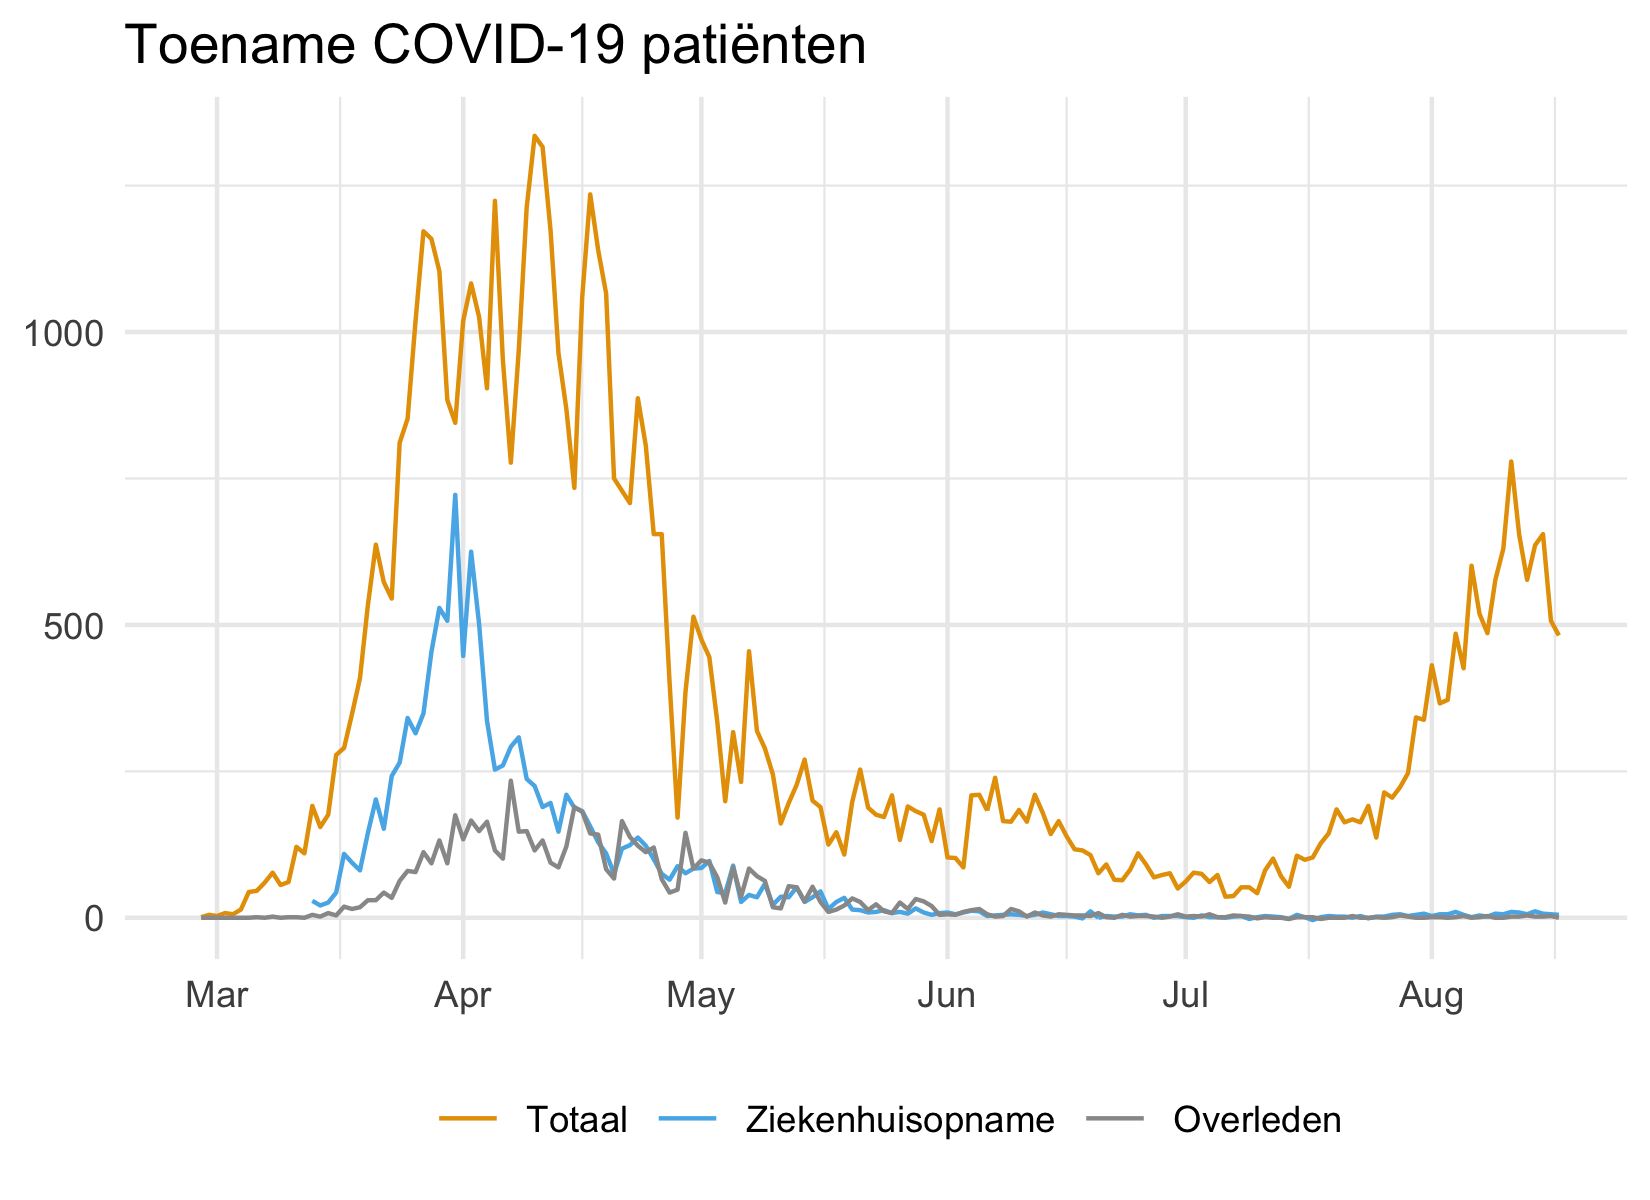 Toename COVID-19 patiënten
1000
500
0
Mar Apr May Jun Jul Aug
Totaal Ziekenhuisopname Overleden